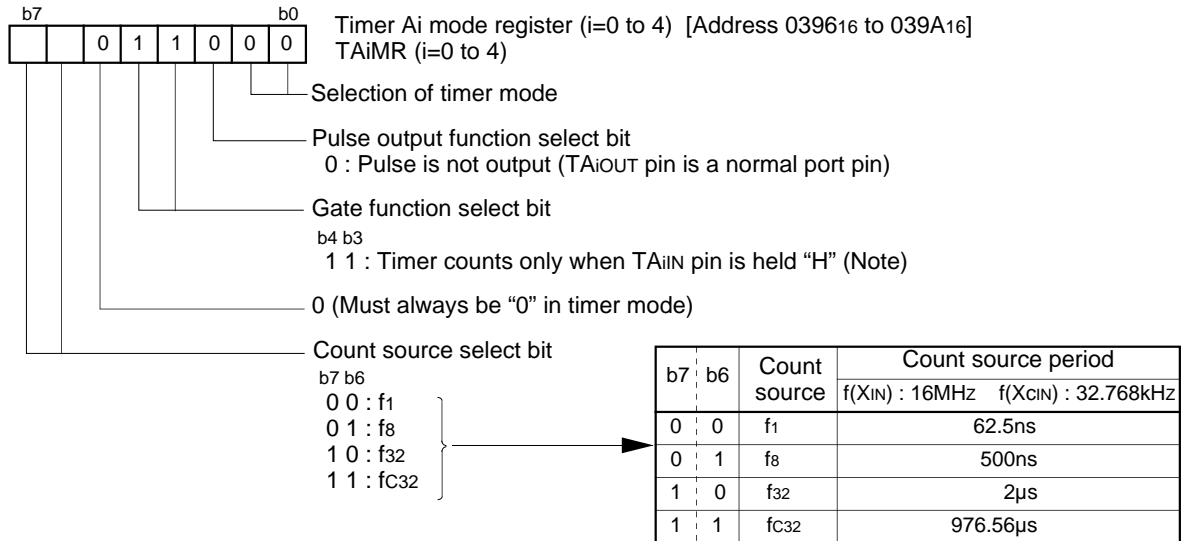 b7 b0
Timer Ai mode register (i=0 to 4) [Address 039616 to 039A16]
TAiMR (i=0 to 4)
0 1 1 0 0 0
Selection of timer mode
Pulse output function select bit
0 : Pulse is not output (TAiOUT pin is a normal port pin)
Gate function select bit
b4 b3
1 1 : Timer counts only when TAiIN pin is held “H” (Note)
0 (Must always be “0” in timer mode)
Count source select bit
b7 b6
0 0 : f1
0 1 : f8
1 0 : f32
1 1 : fC32
b7 b6 Count source Count source period
f(XIN) : 16MHz f(XCIN) : 32.768kHz
0 0 f1 62.5ns
0 1 f8 500ns
1 0 f32 2µs
1 1 fC32 976.56µs